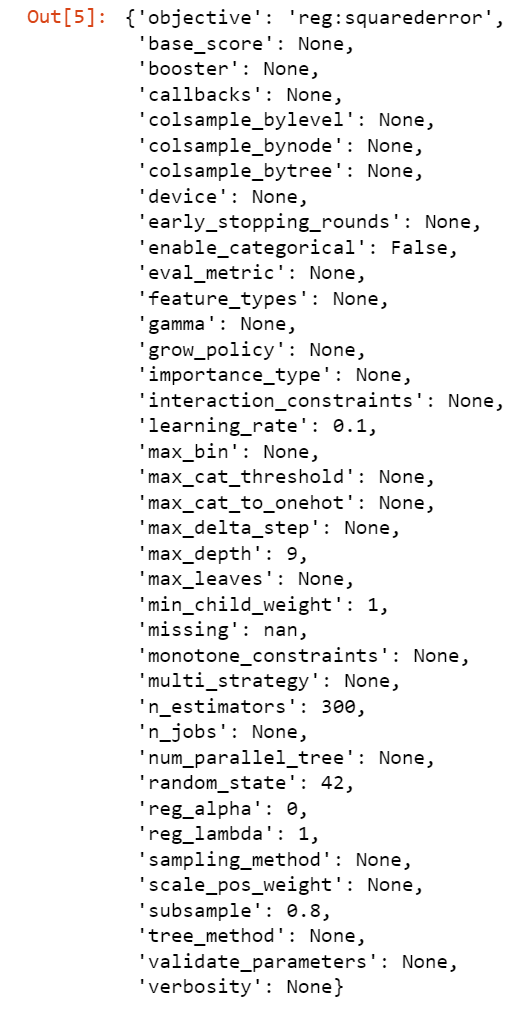 Out[5]: {'objective': 'reg:squarederror',
'base_score': None,
'booster': None,
'callbacks': None,
'colsample_bylevel': None,
'colsample_bynode': None,
'colsample_bytree': None,
'device': None,
'early_stopping_rounds': None,
'enable_categorical': False,
'eval_metric': None,
'feature_types': None,
'gamma': None,
'grow_policy': None,
'importance_type': None,
'interaction_constraints': None,
'learning_rate': 0.1,
'max_bin': None,
'max_cat_threshold': None,
'max_cat_to_onehot': None,
'max_delta_step': None,
'max_depth': 9,
'max_leaves': None,
'min_child_weight': 1,
'missing': nan,
'monotone_constraints': None,
'multi_strategy': None,
'n_estimators': 300,
'n_jobs': None,
'num_parallel_tree': None,
'random_state': 42,
'reg_alpha': 0,
'reg_lambda': 1,
'sampling_method': None,
'scale_pos_weight': None,
'subsample': 0.8,
'tree_method': None,
'validate_parameters': None,
'verbosity': None}